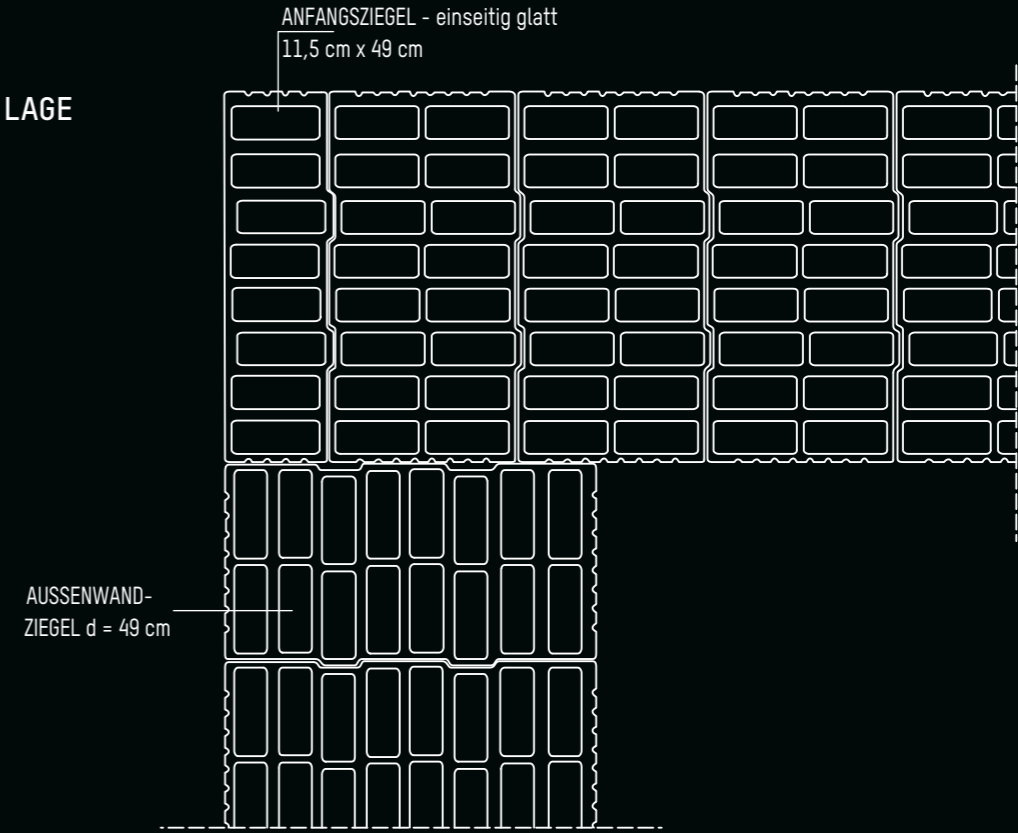 ANFANGSZIEGEL - einseitig glatt
11,5 cm x 49 cm
LAGE
AUSSENWAND-
ZIEGEL d = 49 cm